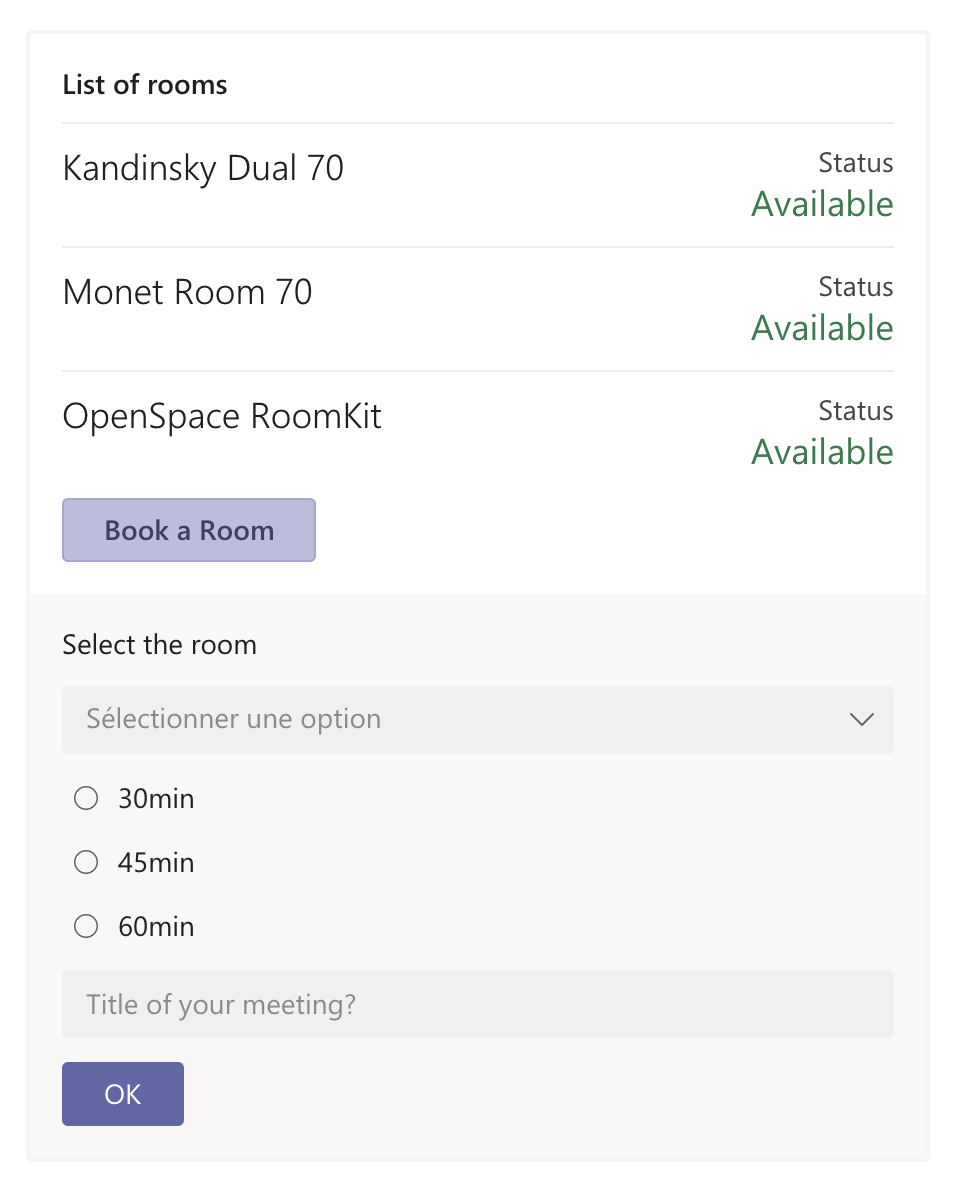 List of rooms
Kandinsky Dual 70
Status
Available
Monet Room 70
Status
Available
OpenSpace RoomKit
Status
Available
Book a Room
Select the room
Sélectionner une option
30min
45min
60min
Title of your meeting?
OK